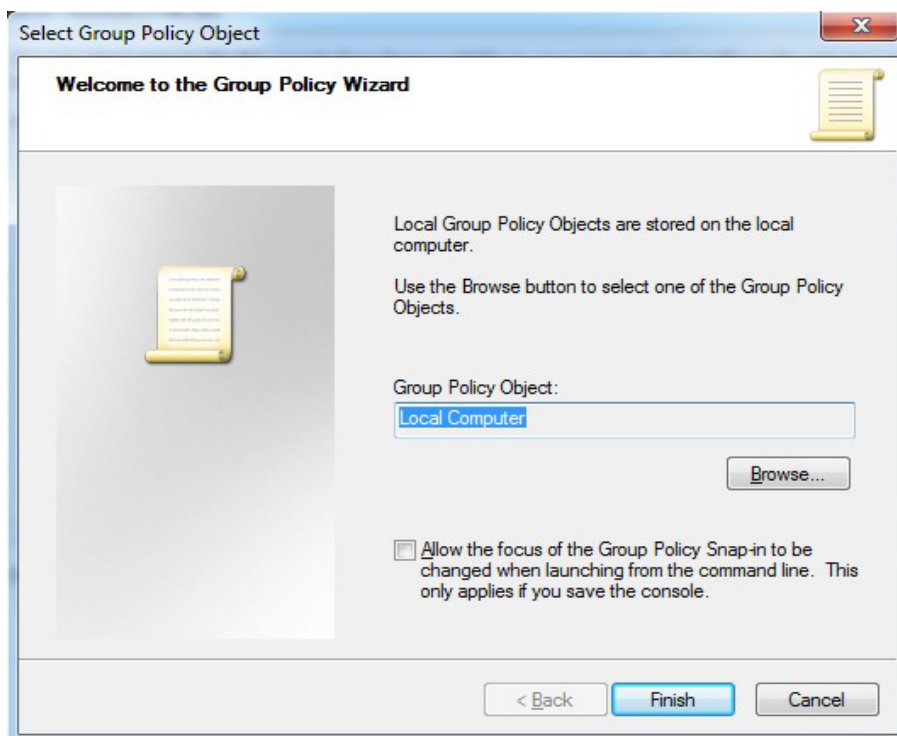 Select Group Policy Object
Welcome to the Group Policy Wizard
Local Group Policy Objects are stored on the local
computer.
Use the Browse button to select one of the Group Policy
Objects.
Group Policy Object:
Local Computer
Browse...
Allow the focus of the Group Policy Snap-in to be
changed when launching from the command line. This
only applies if you save the console.
< Back
Finish
Cancel